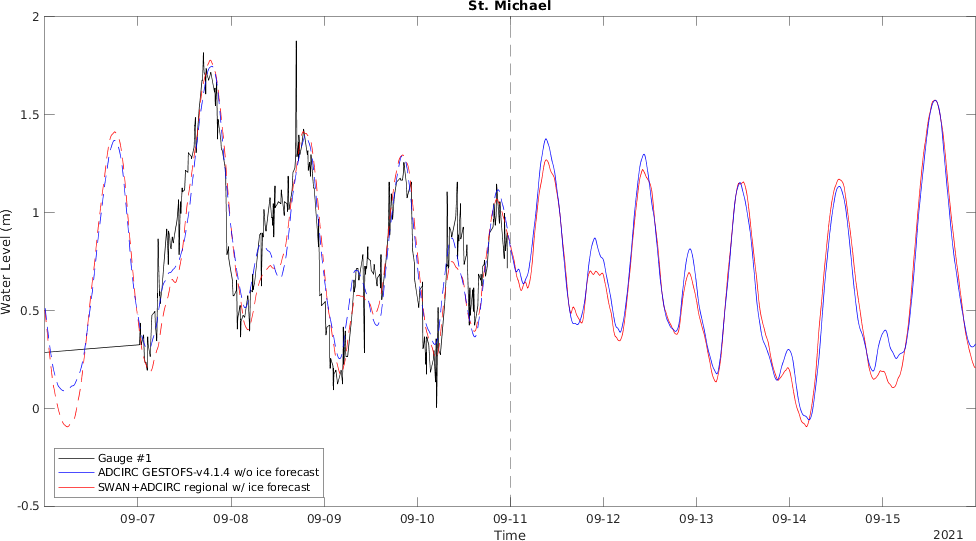 St. Michael
Water Level (m)
2
1.5
1
0.5
0
-0.5
Gauge #1
ADCIRC GESTOFS-v4.1.4 w/o ice forecast
SWAN+ADCIRC regional w/ ice forecast
09-07 09-08 09-09 09-10 09-11 09-12 09-13 09-14 09-15
Time
2021